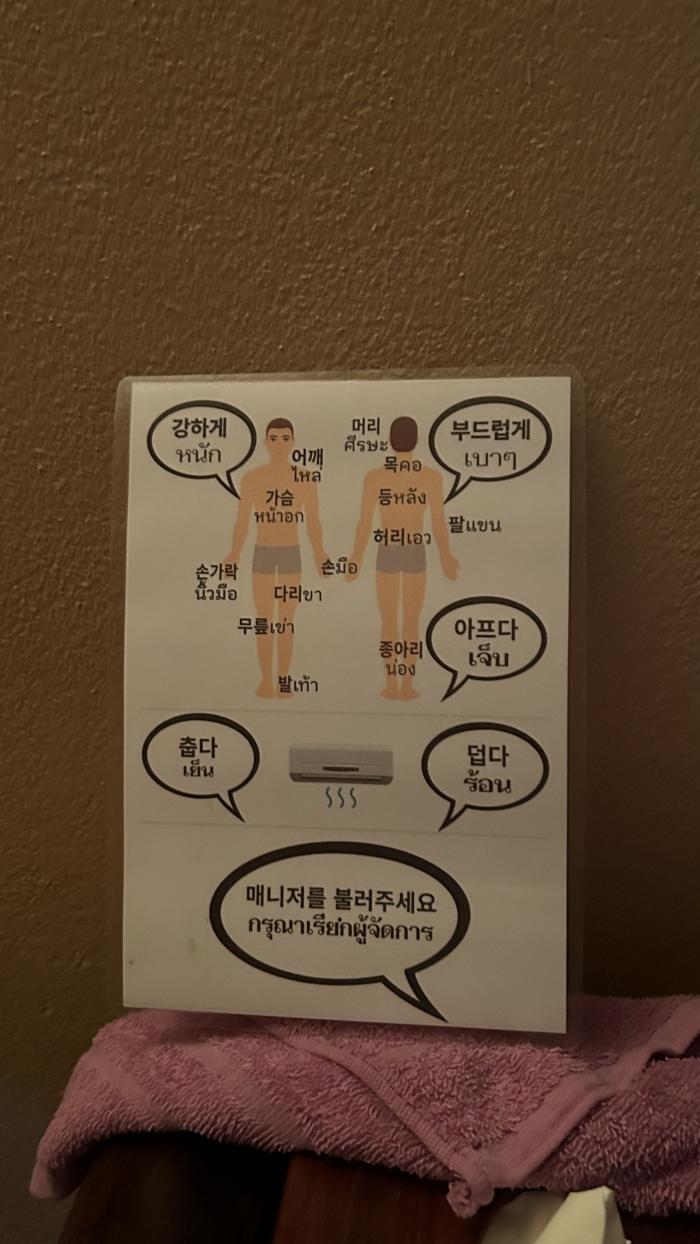 강하게
หนัก
어깨
ไหล่
머리
ศีรษะ
목คอ
부드럽게
เบาๆ
가슴
หน้าอก
등หลัง
허리เอว
팔แขน
손가락
นิ้วมือ
손มือ
다리ขา
무릎เข่า
발เท้า
종아리
น่อง
아프다
เจ็บ
춥다
เย็น
덥다
ร้อน
매니저를 불러주세요
กรุณาเรียกผู้จัดการ